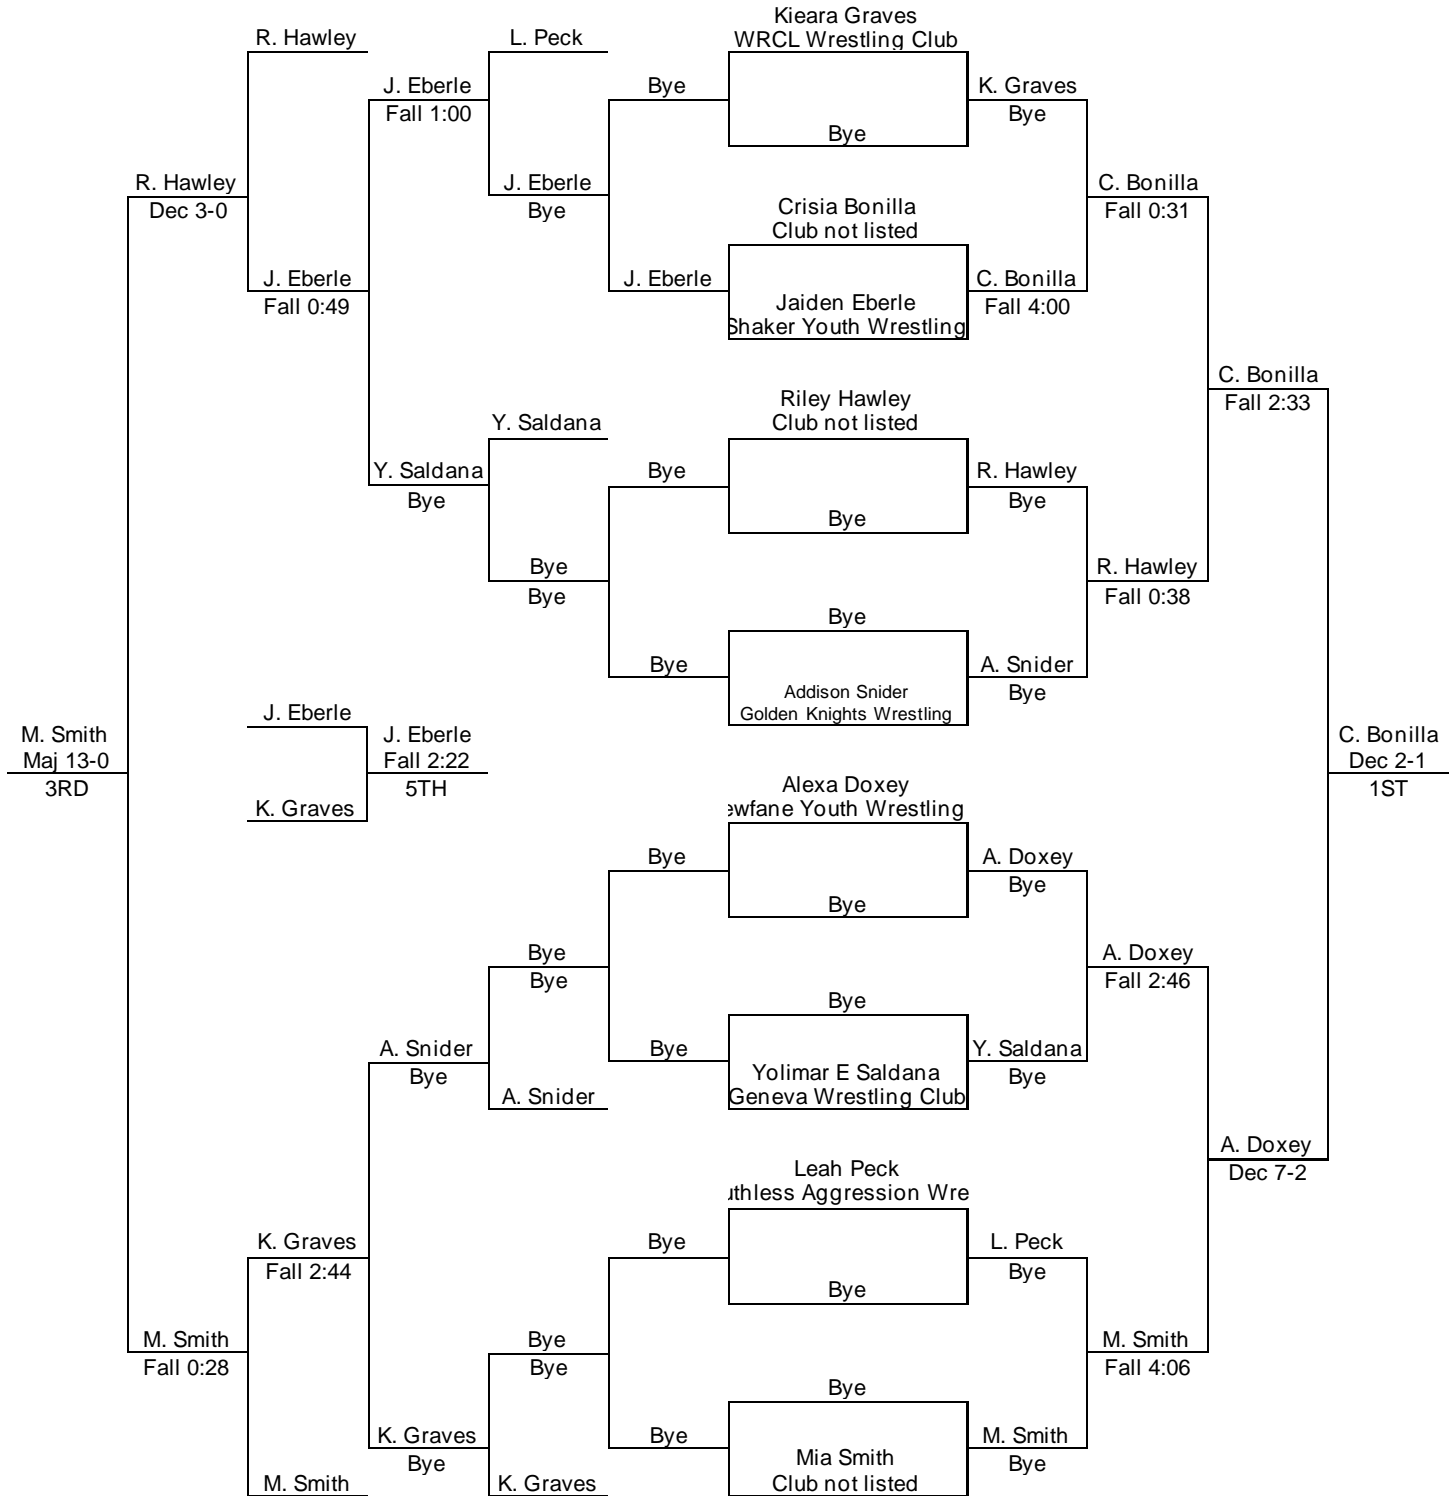 Kieara Graves
R. Hawley
L. Peck
WRCL Wrestling Club
J. Eberle
Bye
K. Graves
Fall 1:00
Bye
Bye
R. Hawley
J. Eberle
C. Bonilla
Dec 3-0
Bye
Crisia Bonilla
Fall 0:31
Club not listed
J. Eberle
J. Eberle
C. Bonilla
Fall 0:49
Jaiden Eberle
Fall 4:00
Shaker Youth Wrestling
C. Bonilla
Riley Hawley
Fall 2:33
Y. Saldana
Club not listed
Y. Saldana
Bye
R. Hawley
Bye
Bye
Bye
Bye
R. Hawley
Bye
Fall 0:38
Bye
Bye
A. Snider
Addison Snider
Bye
J. Eberle
Golden Knights Wrestling
M. Smith
J. Eberle
C. Bonilla
Maj 13-0
Fall 2:22
Dec 2-1
3RD
5TH
Alexa Doxey
1ST
K. Graves
ewfane Youth Wrestling
Bye
A. Doxey
Bye
Bye
Bye
A. Doxey
Bye
Fall 2:46
Bye
A. Snider
Bye
Y. Saldana
Bye
Yolimar E Saldana
Bye
A. Snider
Geneva Wrestling Club
A. Doxey
Leah Peck
Dec 7-2
uthless Aggression Wre
K. Graves
Bye
L. Peck
Fall 2:44
Bye
Bye
M. Smith
Bye
M. Smith
Fall 0:28
Bye
Fall 4:06
Bye
K. Graves
Bye
M. Smith
Bye
Mia Smith
Bye
M. Smith
K. Graves
Club not listed